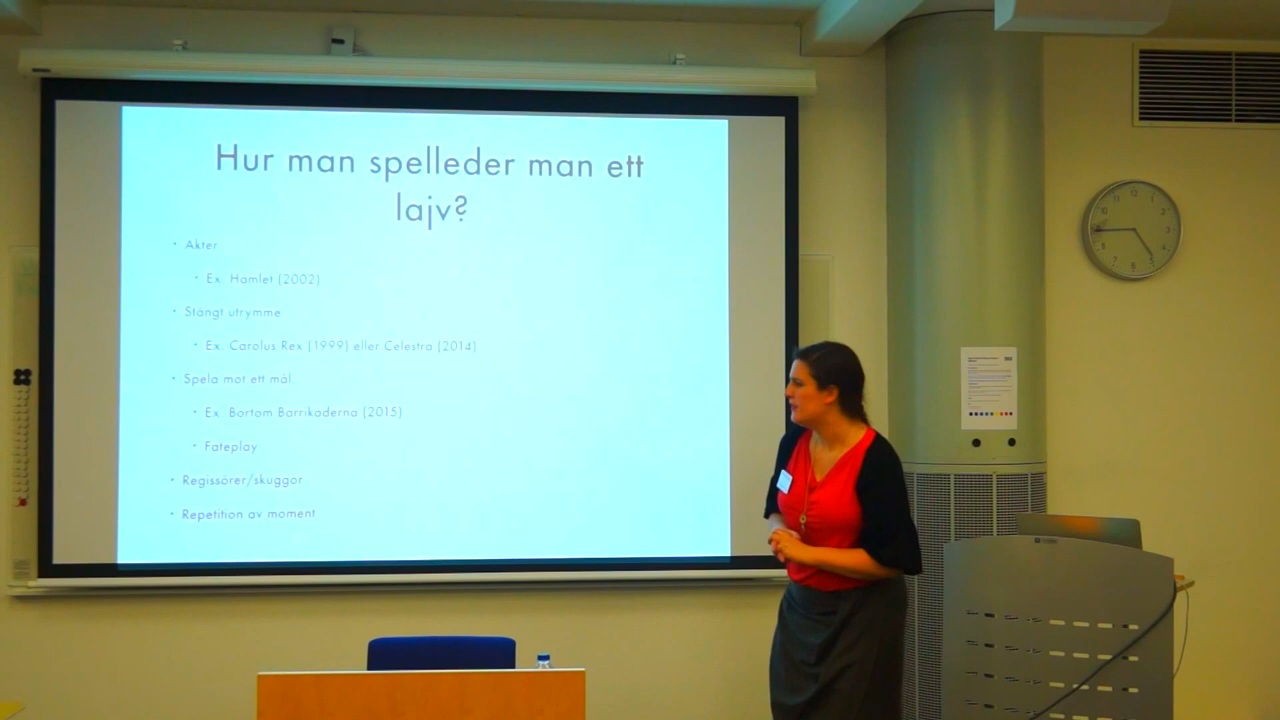 Hur man spelleder man ett
lajv?
• Akter
• Ex. Hamlet (2002)
• Stängt utrymme
• Ex. Carolus Rex (1999) eller Celestra (2014)
• Spela mot ett mål.
• Ex. Bortom Barrikaderna (2015)
• Fateplay
• Regissörer/skuggor
• Repetition av moment